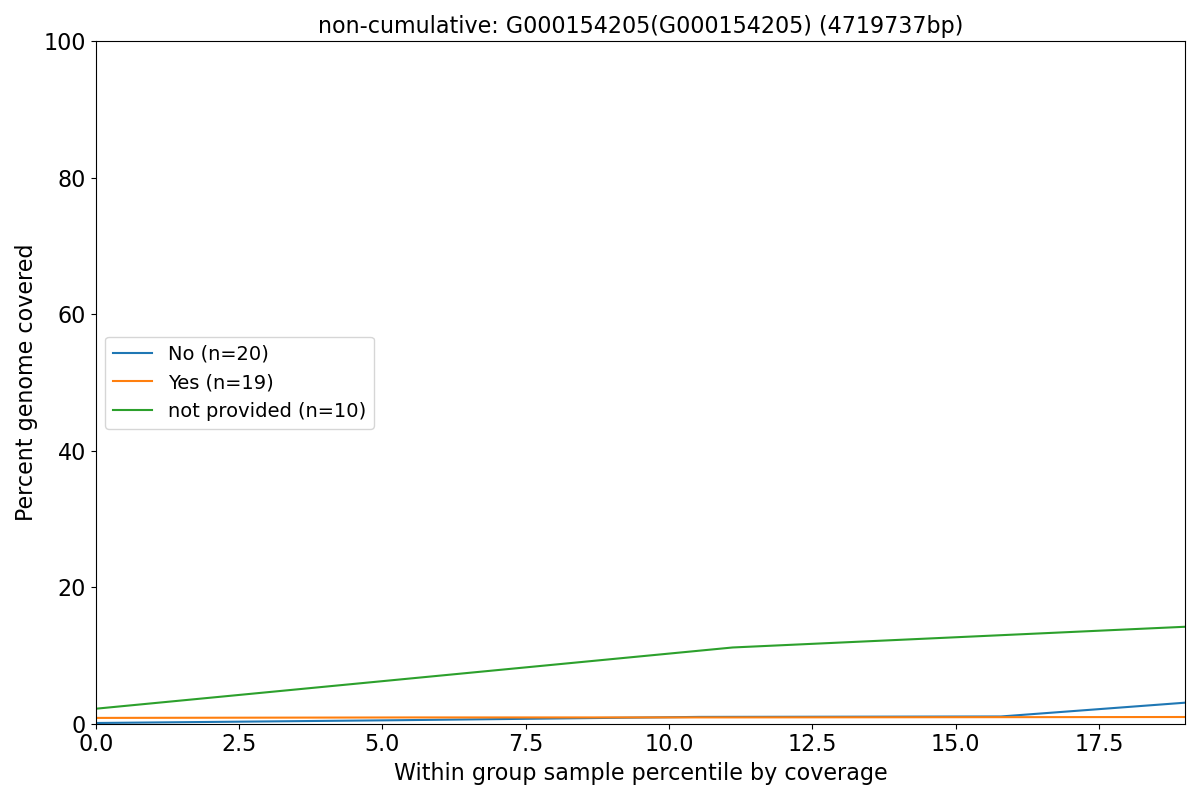 non-cumulative: G000154205(G000154205) (4719737bp)
100
80
60
40
20
0
Percent genome covered
No (n=20)
Yes (n=19)
not provided (n=10)
0.0 2.5 5.0 7.5 10.0 12.5 15.0 17.5
Within group sample percentile by coverage